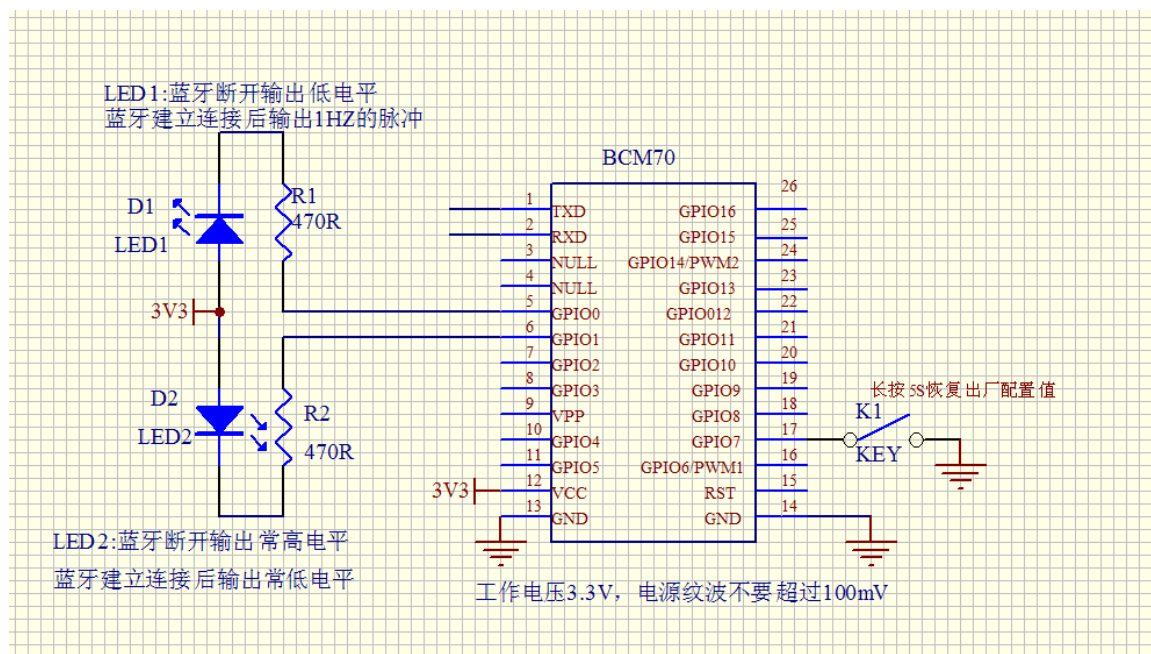 LED1:蓝牙断开输出低电平
蓝牙建立连接后输出1HZ的脉冲
BCM70
D1
LED1
R1
470R
3V3
D2
LED2
R2
470R
1 TXD
2 RXD
3 NULL
4 NULL
5 GPIO0
6 GPIO1
7 GPIO2
8 GPIO3
9 VPP
10 GPIO4
11 GPIO5
3V3 12 VCC
13 GND
26 GPIO16
25 GPIO15
24 GPIO14/PWM2
23 GPIO13
22 GPIO012
21 GPIO11
20 GPIO10
19 GPIO9
18 GPIO8
17 GPIO7
16 GPIO6/PWM1
15 RST
14 GND
长按5S恢复出厂配置值
K1
KEY
LED2:蓝牙断开输出常高电平
蓝牙建立连接后输出常低电平
工作电压3.3V，电源纹波不要超过100mV